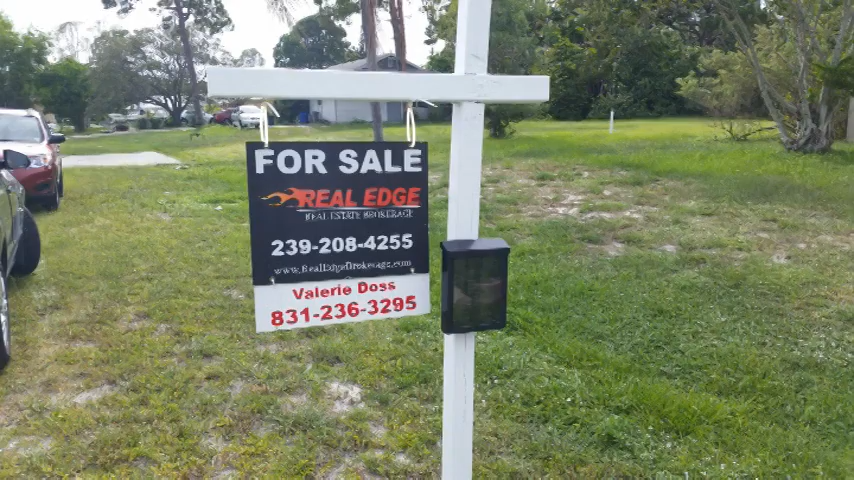 FOR SALE
REAL EDGE
REAL ESTATE BROKERAGE
239-208-4255
www.RealEdgeBrokerage.com
Valerie Doss
831-236-3295